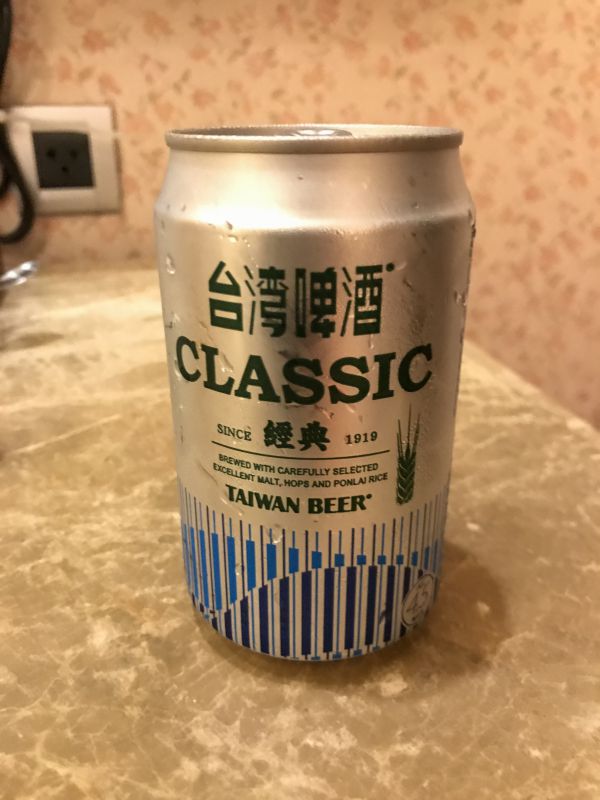 台湾啤酒®
CLASSIC
SINCE 經典 1919
BREWED WITH CAREFULLY SELECTED
EXCELLENT MALT, HOPS AND PONLAI RICE
TAIWAN BEER®